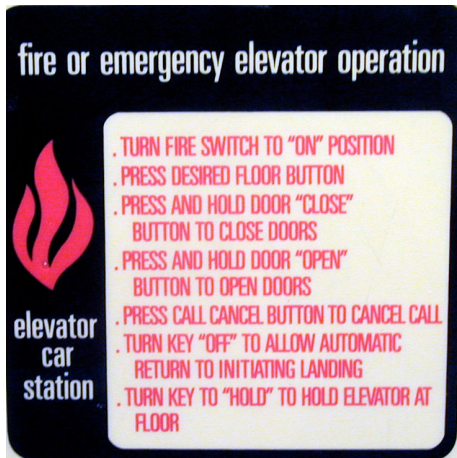 fire or emergency elevator operation
. TURN FIRE SWITCH TO “ON” POSITION
. PRESS DESIRED FLOOR BUTTON
. PRESS AND HOLD DOOR “CLOSE”
BUTTON TO CLOSE DOORS
. PRESS AND HOLD DOOR “OPEN”
BUTTON TO OPEN DOORS
. PRESS CALL CANCEL BUTTON TO CANCEL CALL
. TURN KEY “OFF” TO ALLOW AUTOMATIC
RETURN TO INITIATING LANDING
. TURN KEY TO “HOLD” TO HOLD ELEVATOR AT
FLOOR
elevator
car
station